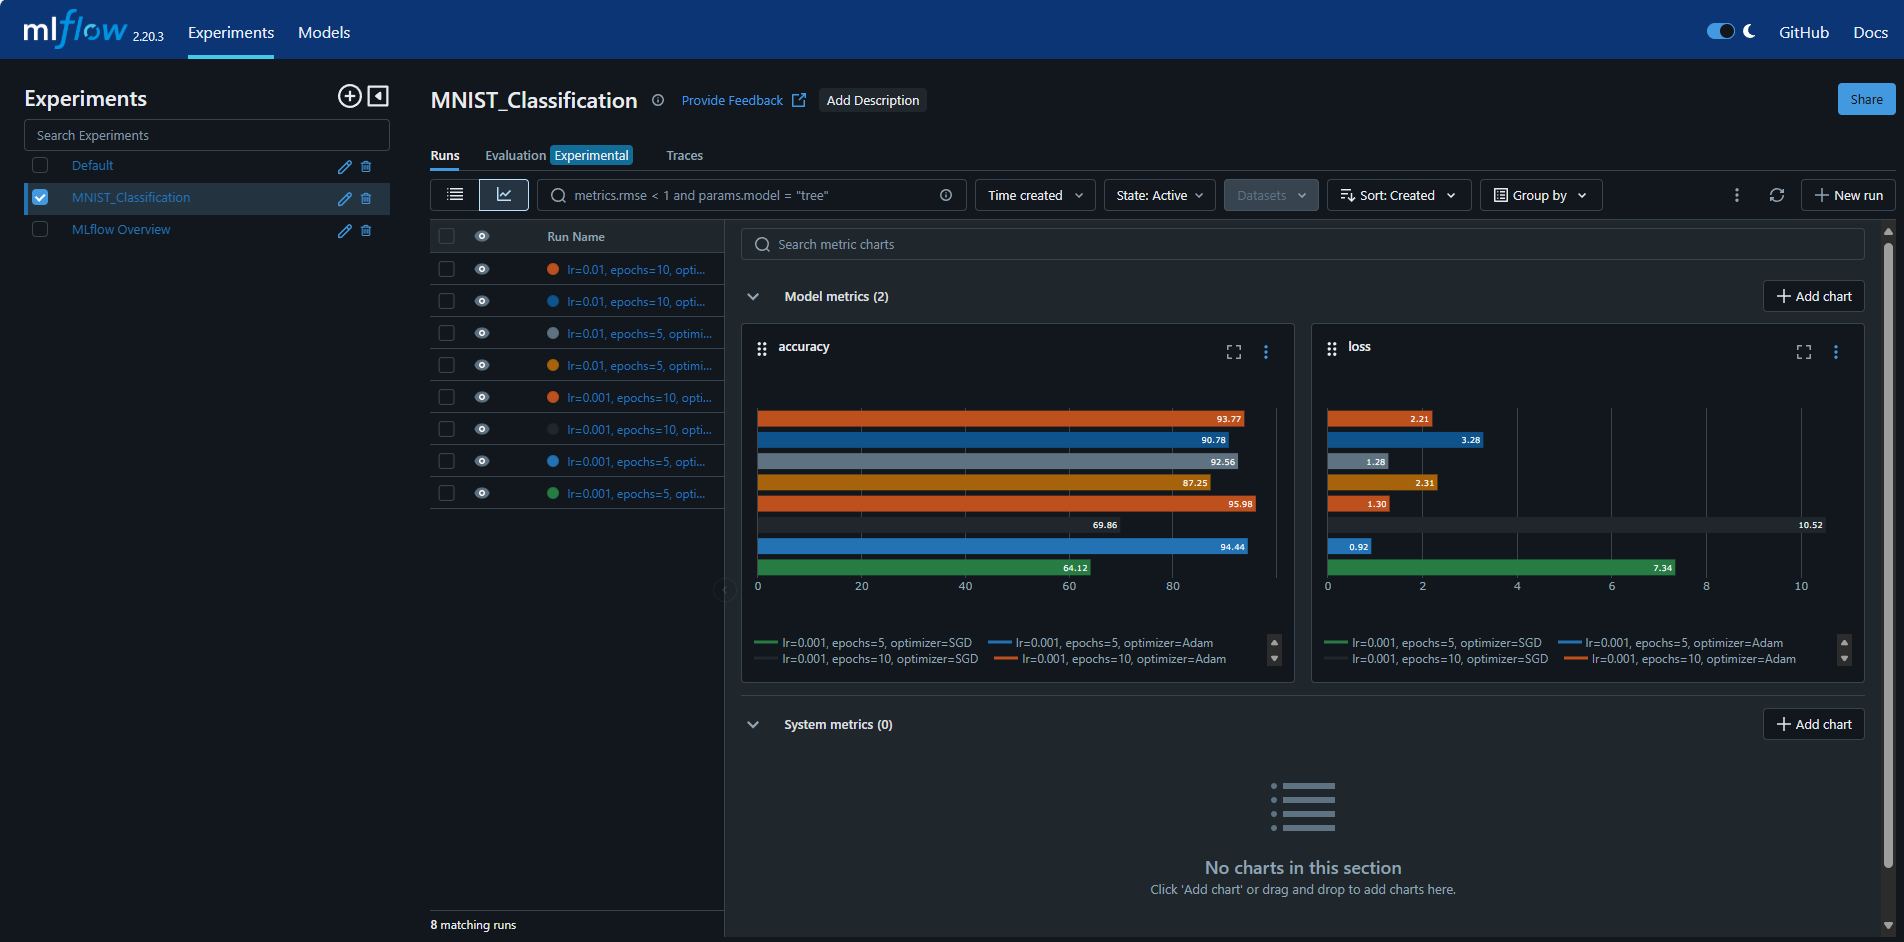 mlflow 2.20.3 Experiments Models GitHub Docs
Experiments
Search Experiments
Default
MNIST_Classification
MLflow Overview
MNIST_Classification Provide Feedback Add Description Share
Runs Evaluation Experimental Traces
metrics.rmse < 1 and params.model = "tree" Time created State: Active Datasets Sort: Created Group by New run
Run Name
lr=0.01, epochs=10, opti...
lr=0.01, epochs=10, opti...
lr=0.01, epochs=5, optimi...
lr=0.01, epochs=5, optimi...
lr=0.001, epochs=10, opti...
lr=0.001, epochs=10, opti...
lr=0.001, epochs=5, opti...
lr=0.001, epochs=5, opti...
8 matching runs
Search metric charts
Model metrics (2) Add chart
accuracy
93.77
90.78
92.56
87.25
95.98
69.86
94.44
64.12
0 20 40 60 80
lr=0.001, epochs=5, optimizer=SGD lr=0.001, epochs=5, optimizer=Adam
lr=0.001, epochs=10, optimizer=SGD lr=0.001, epochs=10, optimizer=Adam
loss
2.21
3.28
1.28
2.31
1.30
10.52
0.92
7.34
0 2 4 6 8 10
lr=0.001, epochs=5, optimizer=SGD lr=0.001, epochs=5, optimizer=Adam
lr=0.001, epochs=10, optimizer=SGD lr=0.001, epochs=10, optimizer=Adam
System metrics (0) Add chart
No charts in this section
Click 'Add chart' or drag and drop to add charts here.